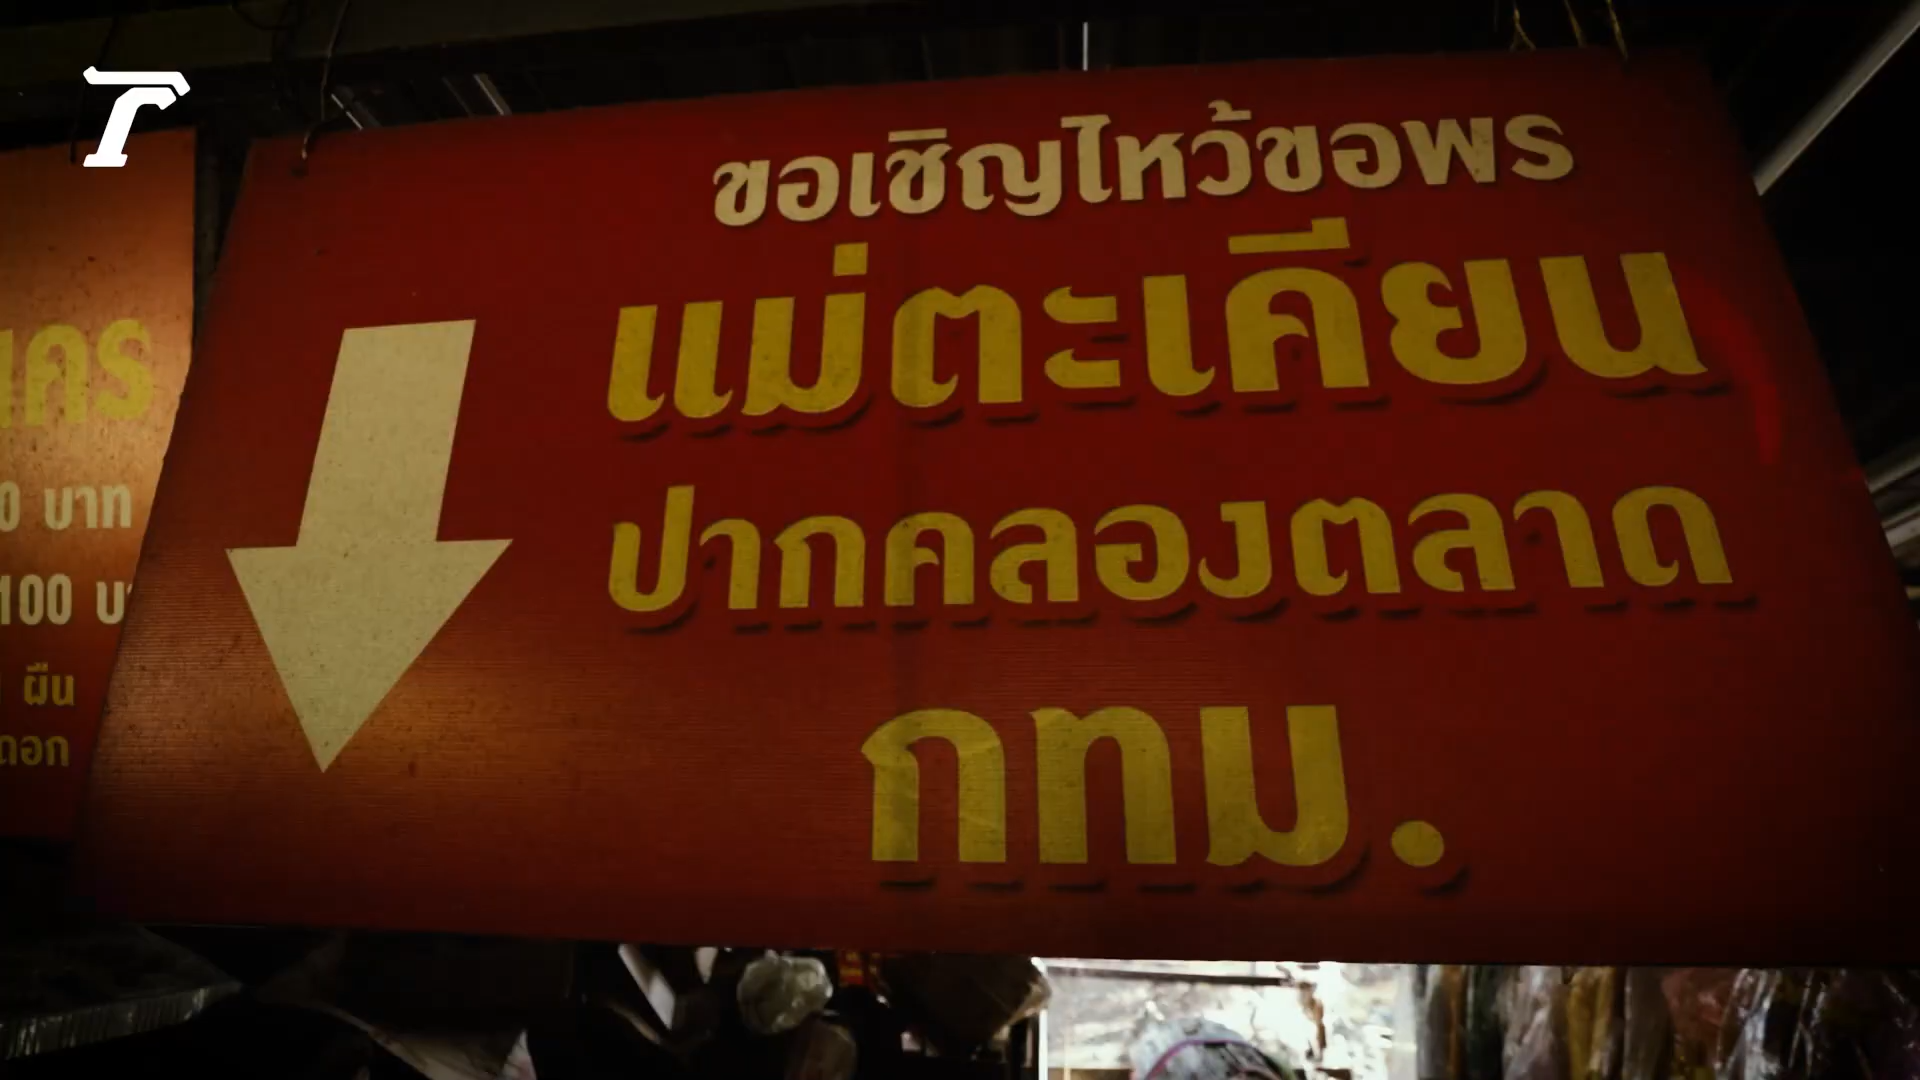 ขอเชิญไหว้ขอพร
แม่ตะเคียน
ปากคลองตลาด
กทม.
บาท
100
ผืน
ดอก